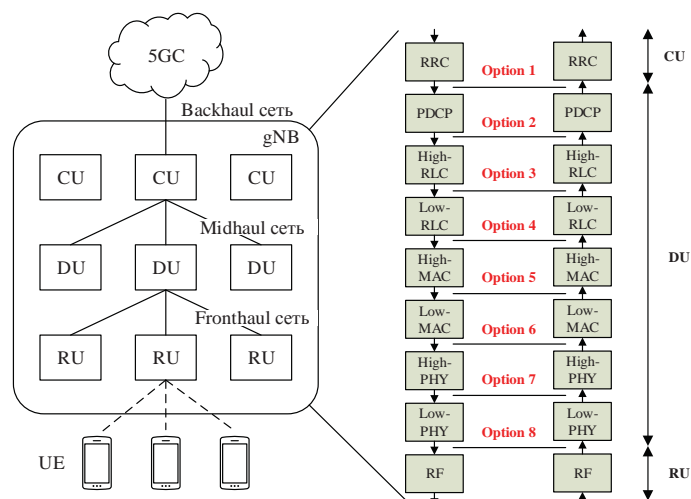 5GC
Backhaul сеть
gNB
CU CU CU
Midhaul сеть
DU DU DU
Fronthaul сеть
RU RU RU
UE
RRC Option 1 RRC
CU
PDCP Option 2 PDCP
High-
RLC
Option 3
High-
RLC
Low-
RLC
Option 4
Low-
RLC
High-
MAC
Option 5
High-
MAC
DU
Low-
MAC
Option 6
Low-
MAC
High-
PHY
Option 7
High-
PHY
Low-
PHY
Option 8
Low-
PHY
RF RF
RU